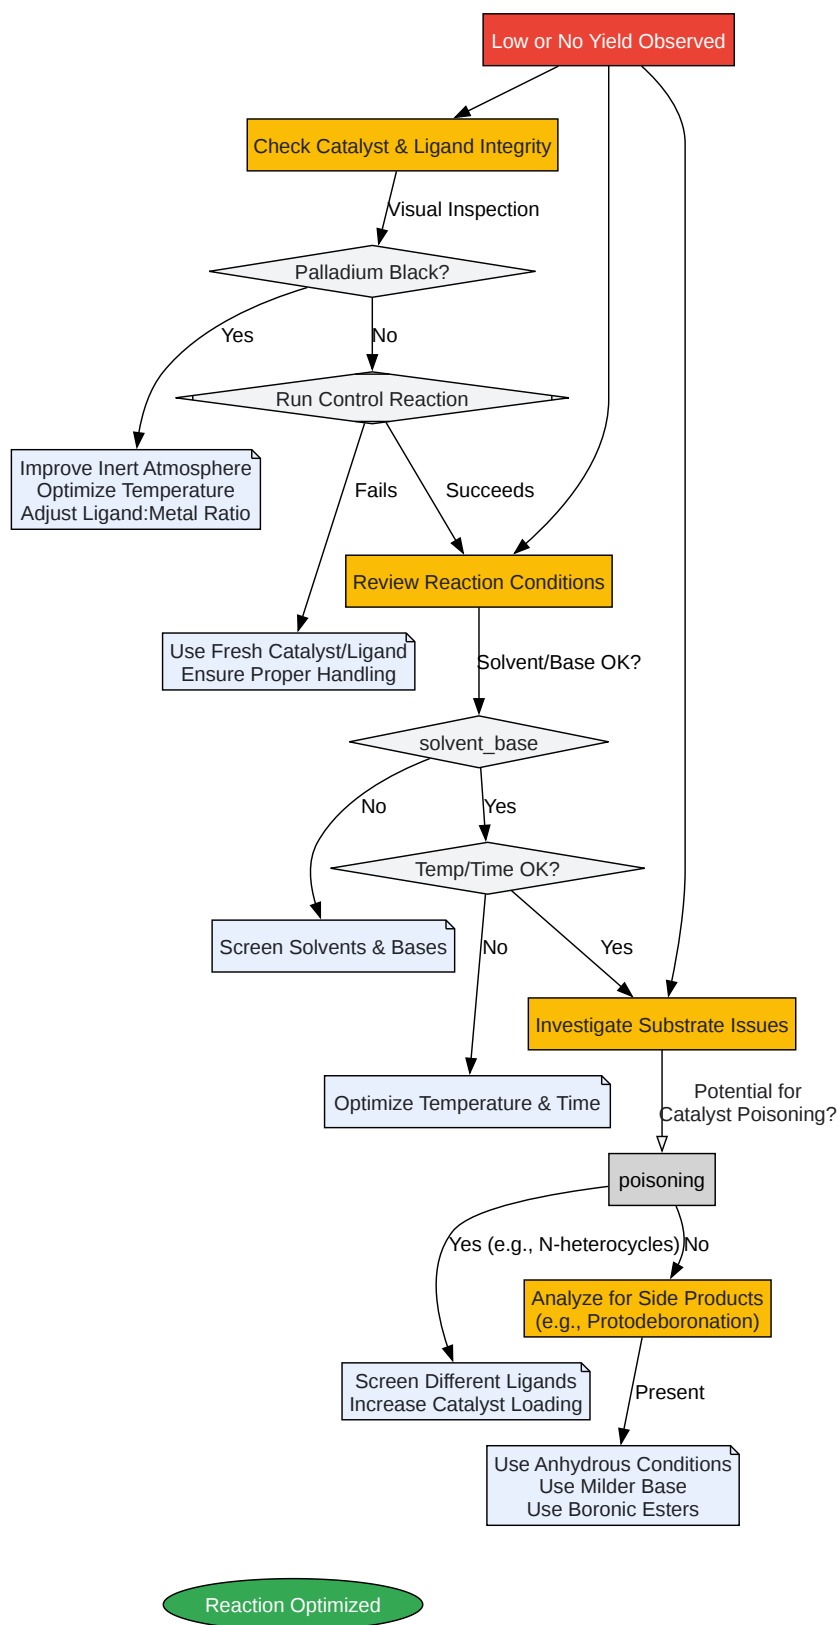 Low or No Yield Observed
Check Catalyst & Ligand Integrity
Visual Inspection
Palladium Black?
Yes
No
Run Control Reaction
Improve Inert Atmosphere
Optimize Temperature
Adjust Ligand:Metal Ratio
Fails
Succeeds
Review Reaction Conditions
Use Fresh Catalyst/Ligand
Ensure Proper Handling
Solvent/Base OK?
solvent_base
No
Yes
Temp/Time OK?
Screen Solvents & Bases
No
Yes
Investigate Substrate Issues
Optimize Temperature & Time
Potential for
Catalyst Poisoning?
poisoning
Yes (e.g., N-heterocycles)
No
Analyze for Side Products
(e.g., Protodeboronation)
Screen Different Ligands
Increase Catalyst Loading
Present
Use Anhydrous Conditions
Use Milder Base
Use Boronic Esters
Reaction Optimized